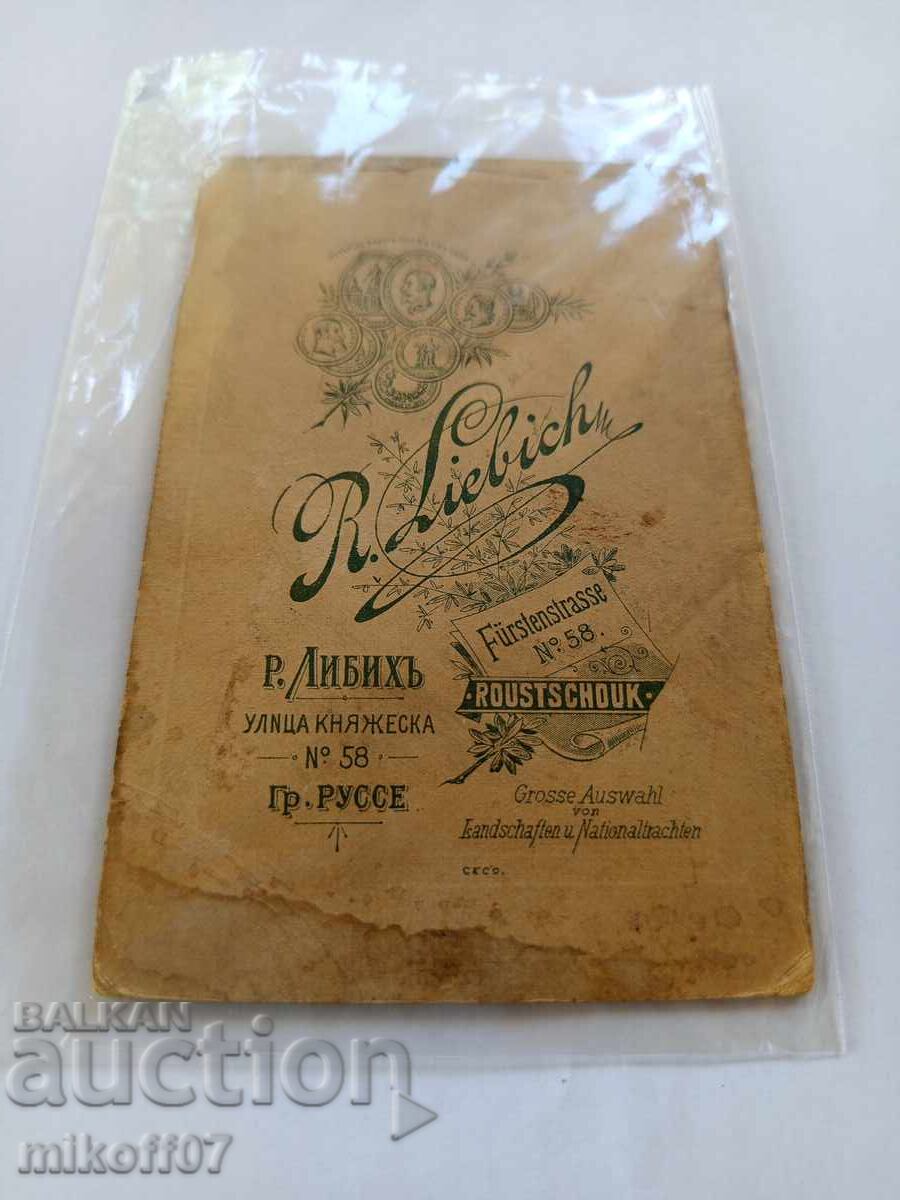 R. Liebich
Fürstenstrasse
No. 58.
· ROUSTSCHOUK ·
Р. Либихъ
УЛИЦА КНЯЖЕСКА
· No 58 ·
Гр. РУССЕ
Grosse Auswahl
von
Landschaften u. Nationaltrachten
BALKAN
auction
mikoff07